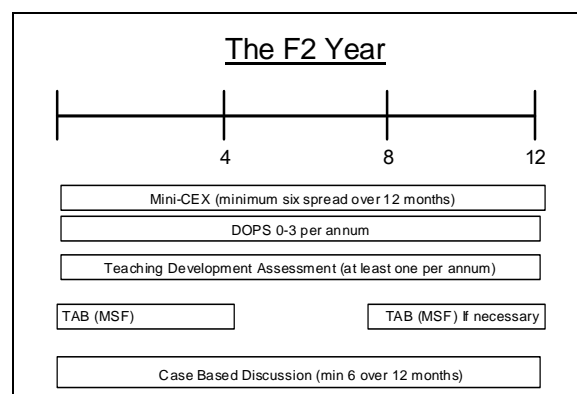 The F2 Year
4 8 12
Mini-CEX (minimum six spread over 12 months)
DOPS 0-3 per annum
Teaching Development Assessment (at least one per annum)
TAB (MSF) TAB (MSF) If necessary
Case Based Discussion (min 6 over 12 months)